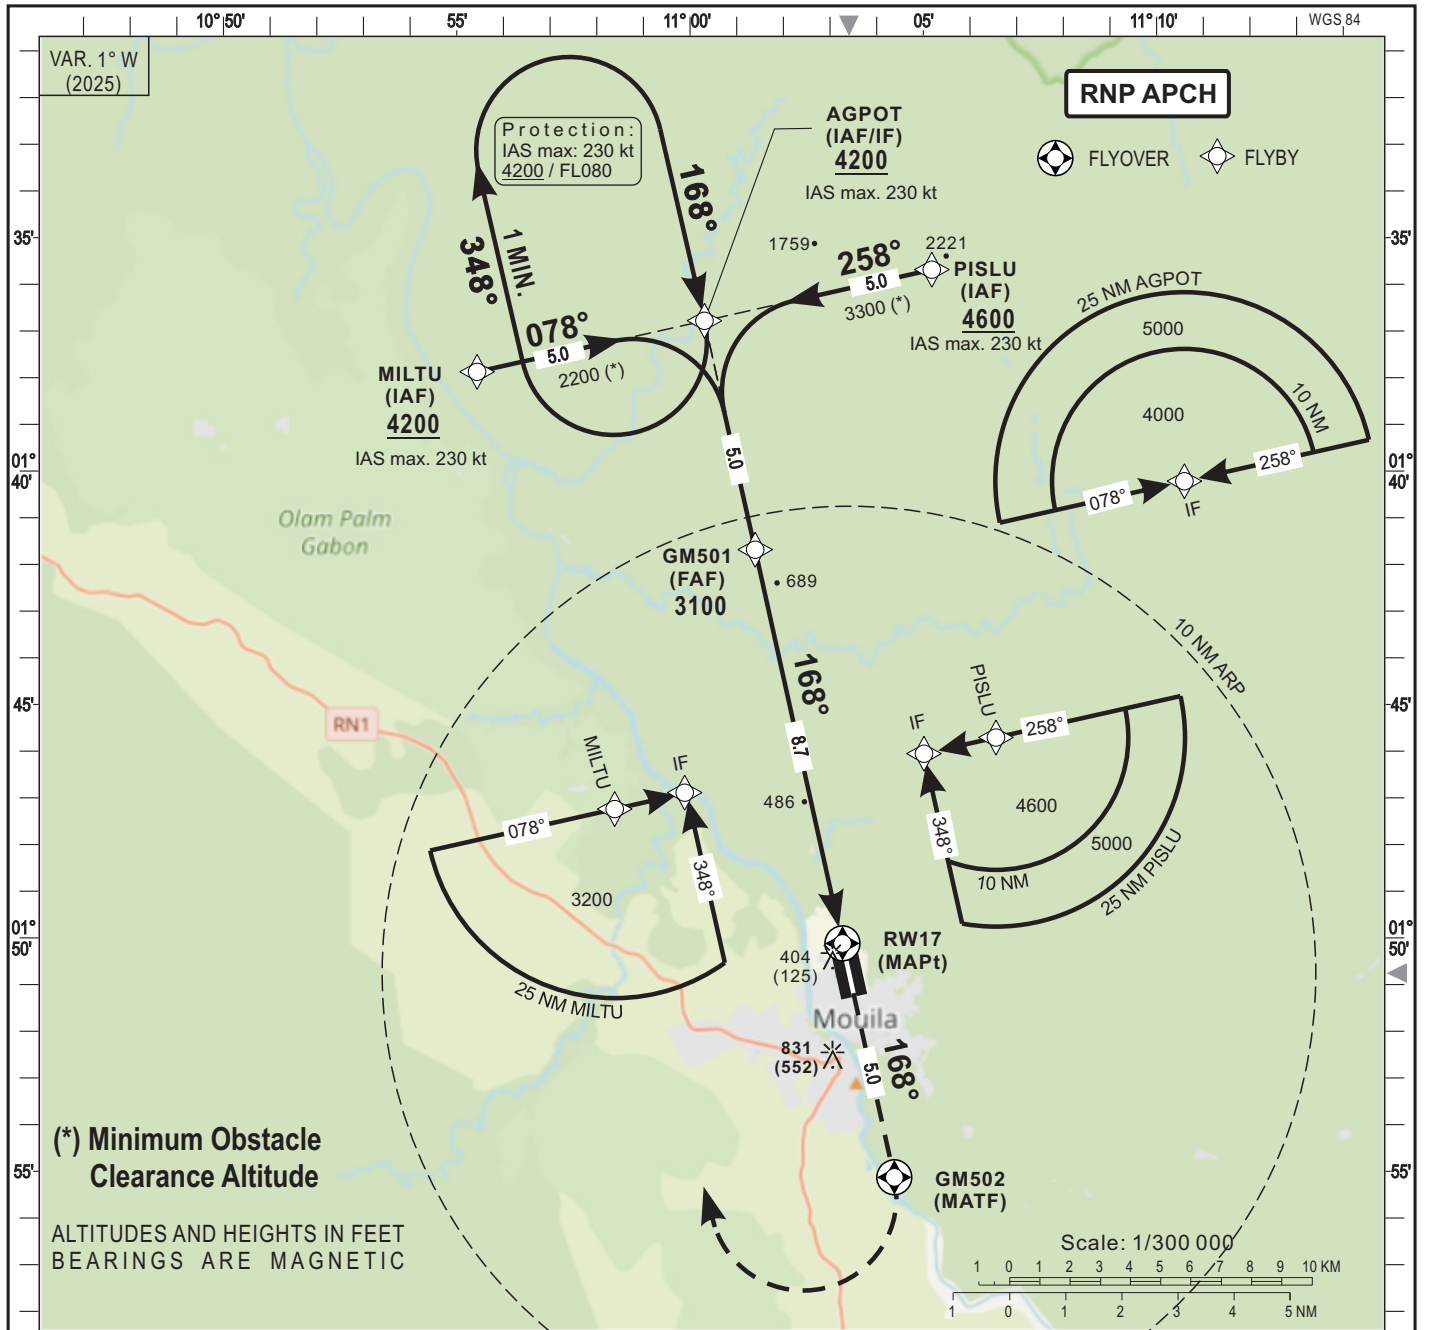 10°50'
55'
11°00'
05'
11°10'
WGS 84
VAR. 1° W
(2025)
RNP APCH
FLYOVER
FLYBY
Protection:
IAS max: 230 kt
4200 / FL080
AGPOT
(IAF/IF)
4200
IAS max. 230 kt
168°
348°
1 MIN.
35'
35'
1759
258°
5.0
3300 (*)
2221
PISLU
(IAF)
4600
IAS max. 230 kt
078°
5.0
2200 (*)
MILTU
(IAF)
4200
IAS max. 230 kt
25 NM AGPOT
5000
4000
10 NM
078°
258°
IF
5.0
01°
40'
01°
40'
Olam Palm
Gabon
GM501
(FAF)
3100
689
10 NM ARP
168°
8.7
45'
45'
RN1
MILTU
IF
078°
348°
3200
25 NM MILTU
486
IF
PISLU
258°
348°
4600
5000
10 NM
25 NM PISLU
01°
50'
01°
50'
RW17
(MAPt)
404
(125)
Mouila
831
(552)
168°
5.0
55'
55'
GM502
(MATF)
(*) Minimum Obstacle
Clearance Altitude
ALTITUDES AND HEIGHTS IN FEET
BEARINGS ARE MAGNETIC
Scale: 1/300 000
1 0 1 2 3 4 5 6 7 8 9 10 KM
1 0 1 2 3 4 5 NM